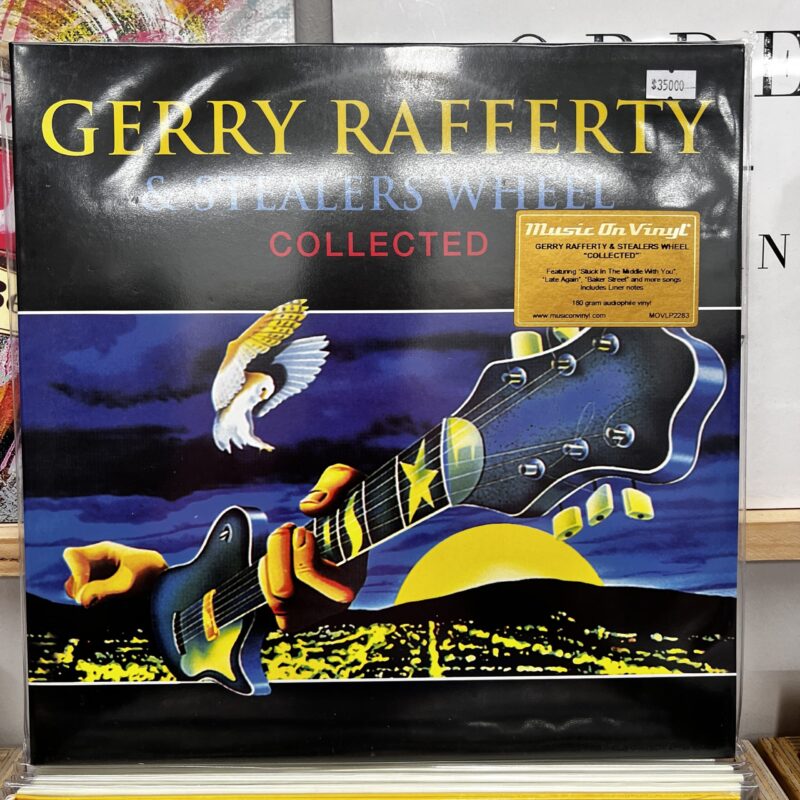 $35000
GERRY RAFFERTY
& STEALERS WHEEL
COLLECTED
Music On Vinyl
GERRY RAFFERTY & STEALERS WHEEL
"COLLECTED"
Featuring "Stuck In The Middle With You",
"Late Again", "Baker Street" and more songs
Includes Liner notes
180 gram audiophile vinyl
www.musiconvinyl.com MOVLP2283